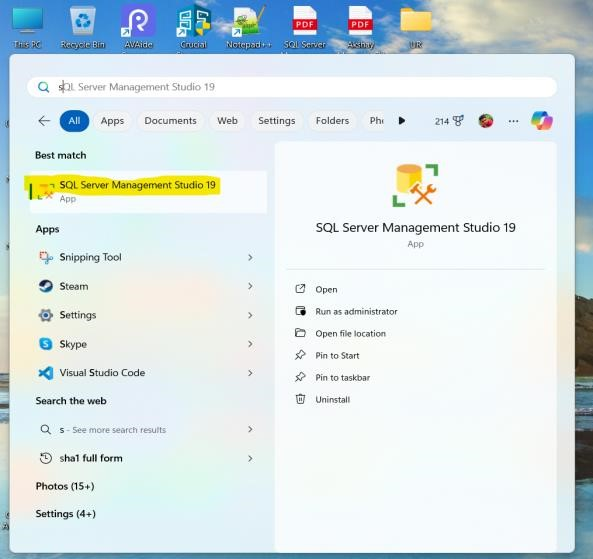 This PC
Recycle Bin
AVAide
Crucial
Notepad++
SQL Server
Akshay
UR
sQL Server Management Studio 19
All
Apps
Documents
Web
Settings
Folders
214
Best match
SQL Server Management Studio 19
App
Apps
Snipping Tool
Steam
Settings
Skype
Visual Studio Code
Search the web
s - See more search results
sha1 full form
Photos (15+)
Settings (4+)
SQL Server Management Studio 19
App
Open
Run as administrator
Open file location
Pin to Start
Pin to taskbar
Uninstall